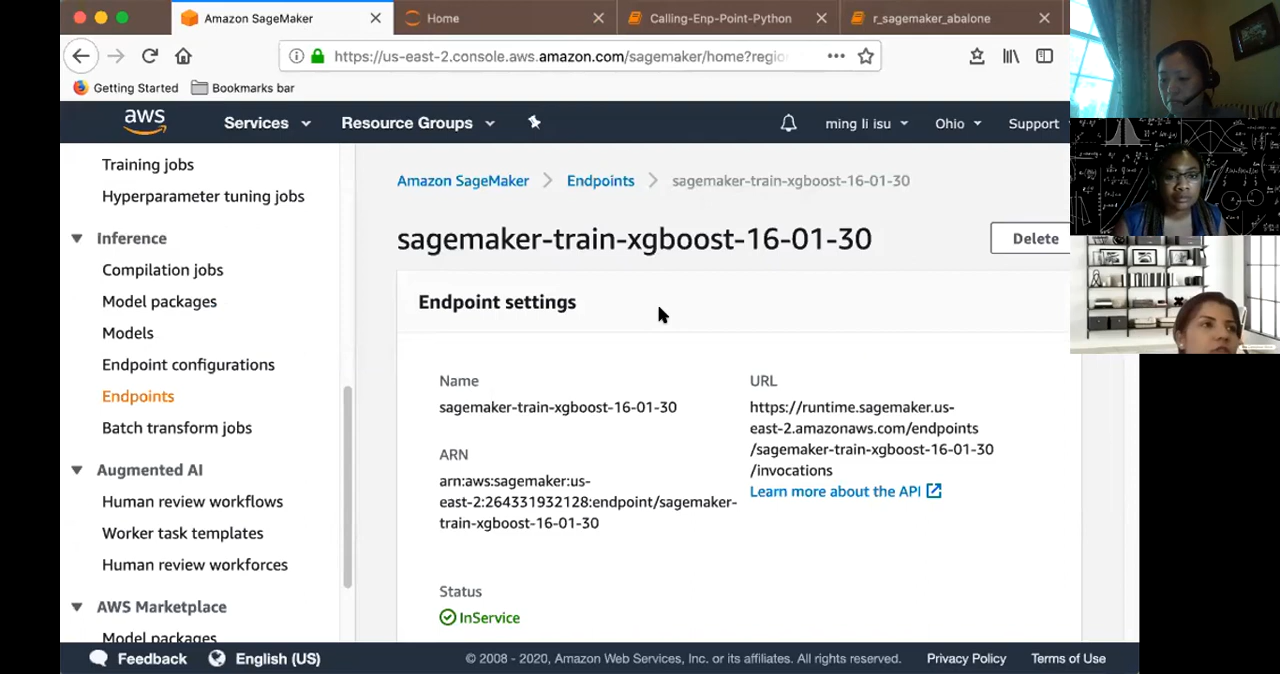 Amazon SageMaker
Home
Calling-Enp-Point-Python
r_sagemaker_abalone
https://us-east-2.console.aws.amazon.com/sagemaker/home?regio
Getting Started
Bookmarks bar
aws
Services
Resource Groups
ming li isu
Ohio
Support
Training jobs
Hyperparameter tuning jobs
Inference
Compilation jobs
Model packages
Models
Endpoint configurations
Endpoints
Batch transform jobs
Augmented AI
Human review workflows
Worker task templates
Human review workforces
AWS Marketplace
Model packages
Amazon SageMaker
Endpoints
sagemaker-train-xgboost-16-01-30
sagemaker-train-xgboost-16-01-30
Delete
Endpoint settings
Name
sagemaker-train-xgboost-16-01-30
ARN
arn:aws:sagemaker:us-
east-2:264331932128:endpoint/sagemaker-
train-xgboost-16-01-30
Status
InService
URL
https://runtime.sagemaker.us-
east-2.amazonaws.com/endpoints
/sagemaker-train-xgboost-16-01-30
/invocations
Learn more about the API
Feedback
English (US)
© 2008 - 2020, Amazon Web Services, Inc. or its affiliates. All rights reserved.
Privacy Policy
Terms of Use